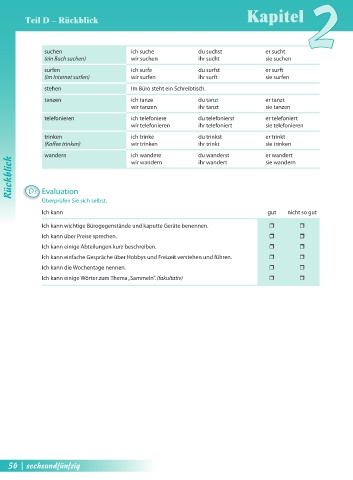 Teil D – Rückblick
Kapitel 2
suchen ich suche du suchst er sucht
(ein Buch suchen) wir suchen ihr sucht sie suchen
surfen ich surfe du surfst er surft
(im Internet surfen) wir surfen ihr surft sie surfen
stehen Im Büro steht ein Schreibtisch.
tanzen ich tanze du tanzt er tanzt
wir tanzen ihr tanzt sie tanzen
telefonieren ich telefoniere du telefonierst er telefoniert
wir telefonieren ihr telefoniert sie telefonieren
trinken ich trinke du trinkst er trinkt
(Kaffee trinken) wir trinken ihr trinkt sie trinken
wandern ich wandere du wanderst er wandert
wir wandern ihr wandert sie wandern
Rückblick
Evaluation
Überprüfen Sie sich selbst.
Ich kann gut nicht so gut
Ich kann wichtige Bürogegenstände und kaputte Geräte benennen.
Ich kann über Preise sprechen.
Ich kann einige Abteilungen kurz beschreiben.
Ich kann einfache Gespräche über Hobbys und Freizeit verstehen und führen.
Ich kann die Wochentage nennen.
Ich kann einige Wörter zum Thema „Sammeln". (fakultativ)
56 | sechsundfünfzig